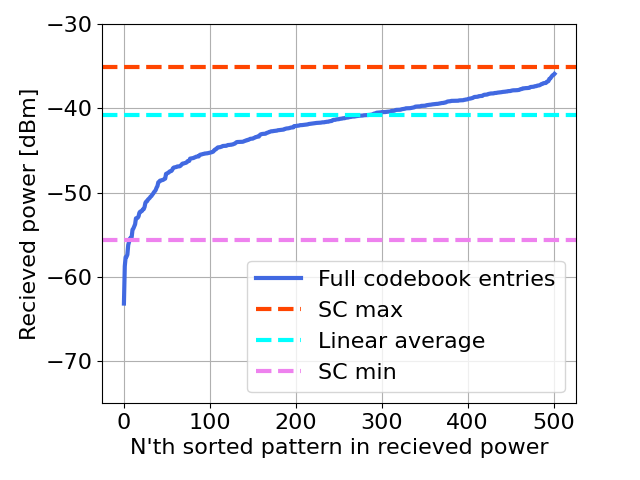 −30
−40
−50
−60
−70
Recieved power [dBm]
Full codebook entries
SC max
Linear average
SC min
0 100 200 300 400 500
N'th sorted pattern in recieved power